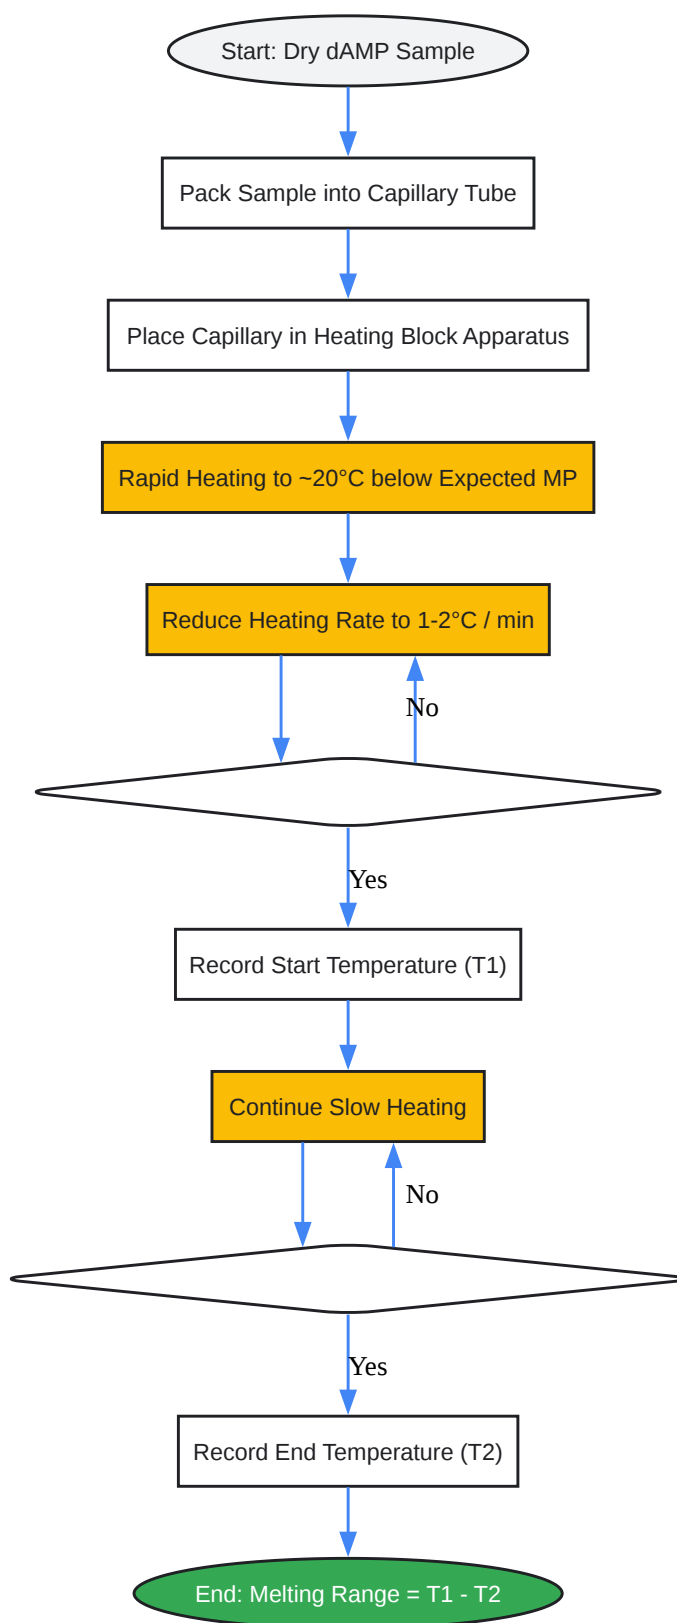 Start: Dry dAMP Sample
Pack Sample into Capillary Tube
Place Capillary in Heating Block Apparatus
Rapid Heating to ~20°C below Expected MP
Reduce Heating Rate to 1-2°C / min
No
Yes
Record Start Temperature (T1)
Continue Slow Heating
No
Yes
Record End Temperature (T2)
End: Melting Range = T1 - T2